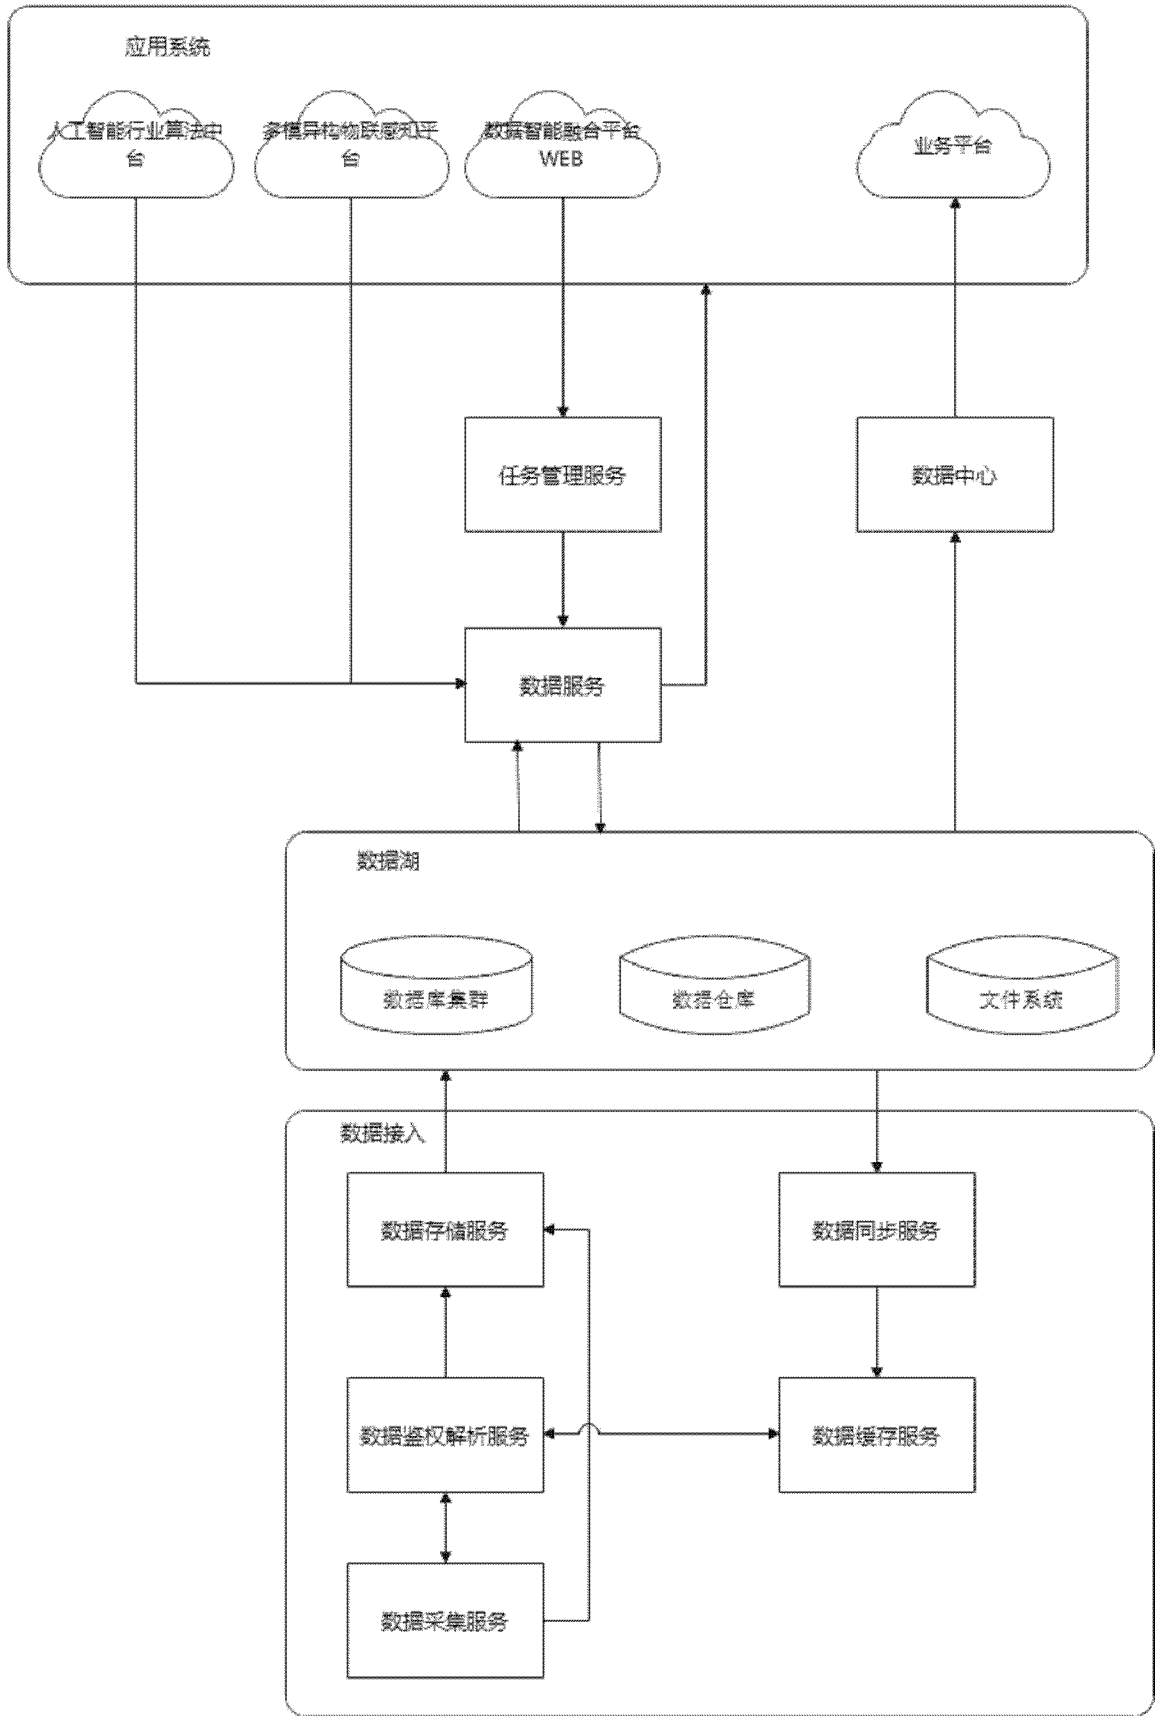 应用系统
人工智能行业算法中
台
多模异构物联感知平
台
数据智能融合平台
WEB
业务平台
任务管理服务
数据中心
数据服务
数据湖
数据库集群
数据仓库
文件系统
数据接入
数据存储服务
数据同步服务
数据鉴权解析服务
数据缓存服务
数据采集服务